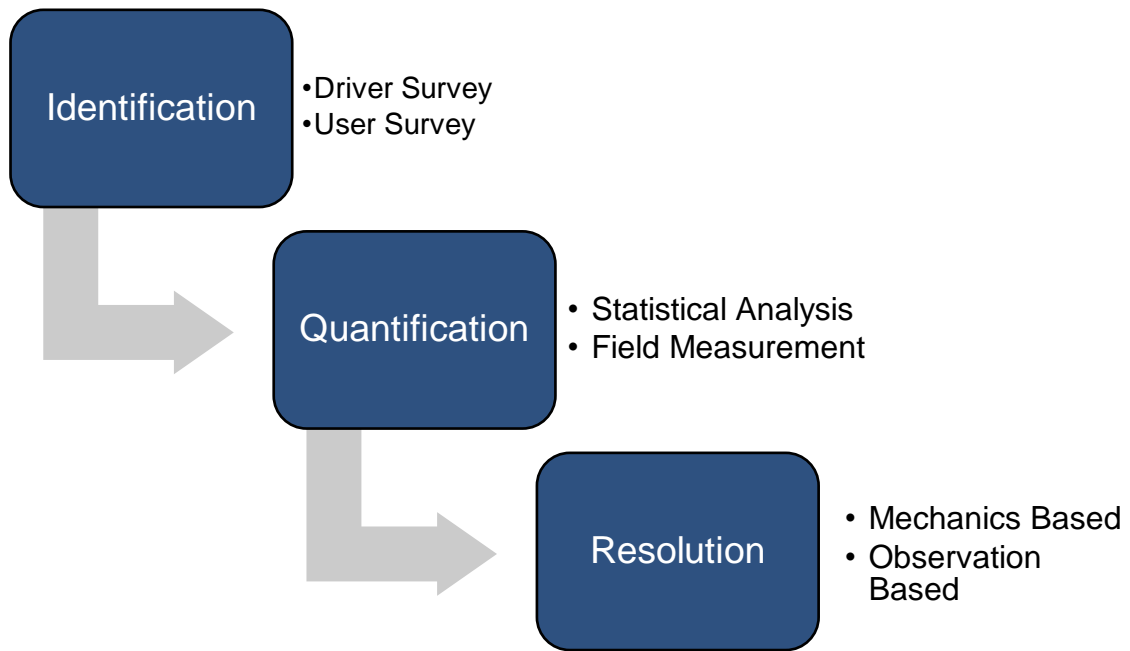 Identification
•Driver Survey
•User Survey
Quantification
• Statistical Analysis
• Field Measurement
Resolution
• Mechanics Based
• Observation
Based